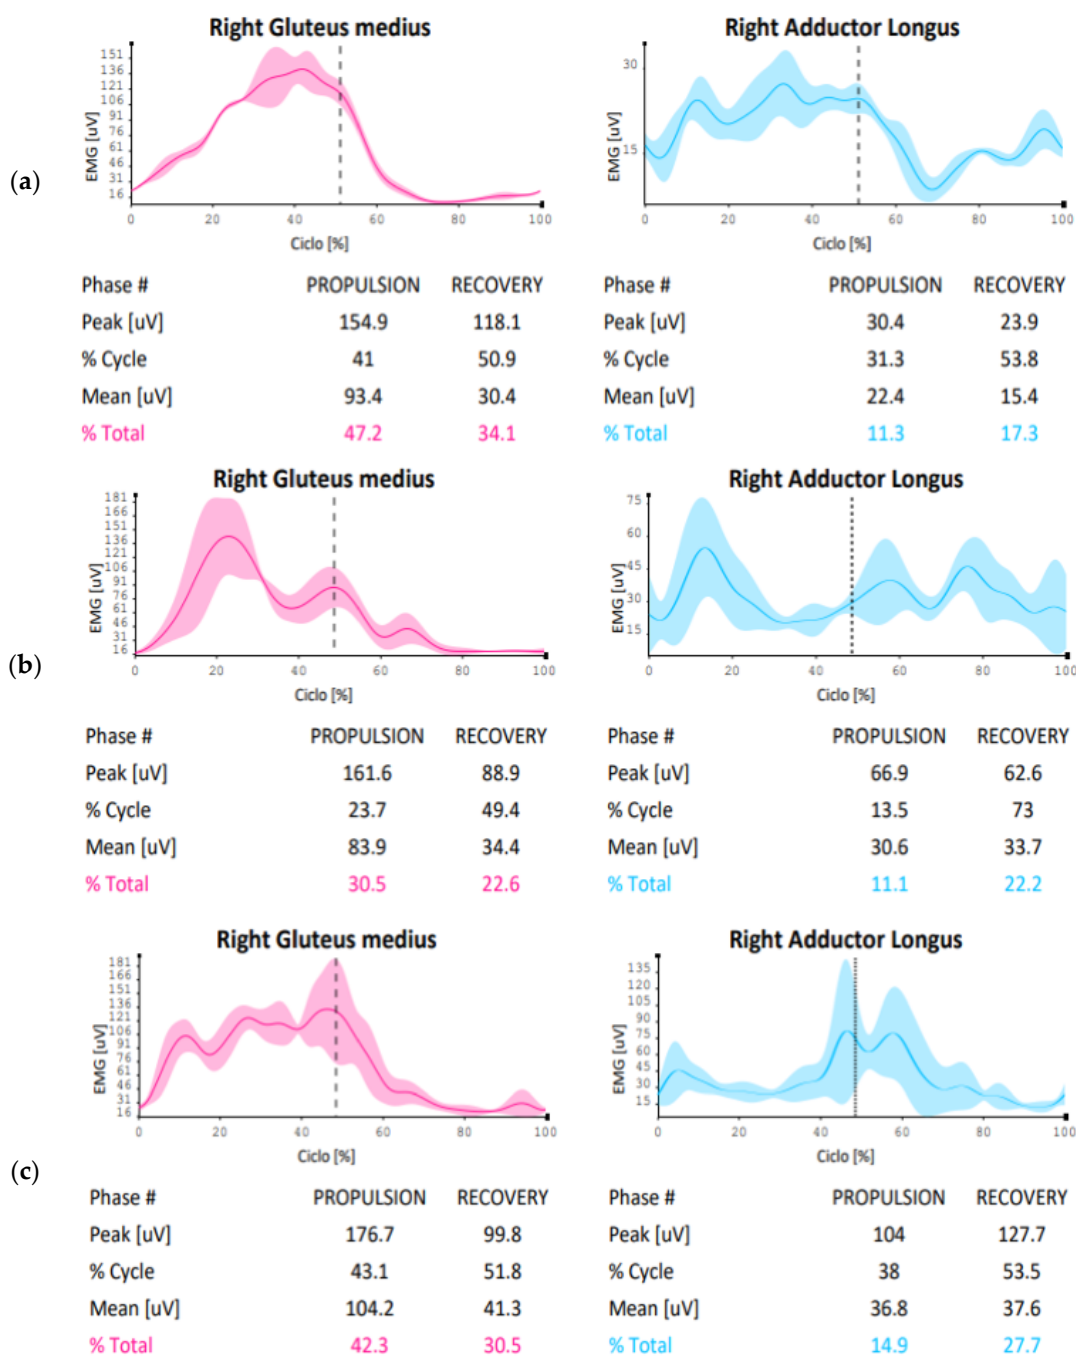 Right Gluteus medius
151
136
121
106
91
76
61
46
31
16
EMG [uV]
0 20 40 60 80 100
Ciclo [%]
Right Adductor Longus
30
15
EMG [uV]
0 20 40 60 80 100
Ciclo [%]
(a)
Phase # PROPULSION RECOVERY
Peak [uV] 154.9 118.1
% Cycle 41 50.9
Mean [uV] 93.4 30.4
% Total 47.2 34.1
Phase # PROPULSION RECOVERY
Peak [uV] 30.4 23.9
% Cycle 31.3 53.8
Mean [uV] 22.4 15.4
% Total 11.3 17.3
Right Gluteus medius
181
166
151
136
121
106
91
76
61
46
31
16
EMG [uV]
0 20 40 60 80 100
Ciclo [%]
Right Adductor Longus
75
60
45
30
15
EMG [uV]
0 20 40 60 80 100
Ciclo [%]
(b)
Phase # PROPULSION RECOVERY
Peak [uV] 161.6 88.9
% Cycle 23.7 49.4
Mean [uV] 83.9 34.4
% Total 30.5 22.6
Phase # PROPULSION RECOVERY
Peak [uV] 66.9 62.6
% Cycle 13.5 73
Mean [uV] 30.6 33.7
% Total 11.1 22.2
Right Gluteus medius
181
166
151
136
121
106
91
76
61
46
31
16
EMG [uV]
0 20 40 60 80 100
Ciclo [%]
Right Adductor Longus
135
120
105
90
75
60
45
30
15
EMG [uV]
0 20 40 60 80 100
Ciclo [%]
(c)
Phase # PROPULSION RECOVERY
Peak [uV] 176.7 99.8
% Cycle 43.1 51.8
Mean [uV] 104.2 41.3
% Total 42.3 30.5
Phase # PROPULSION RECOVERY
Peak [uV] 104 127.7
% Cycle 38 53.5
Mean [uV] 36.8 37.6
% Total 14.9 27.7